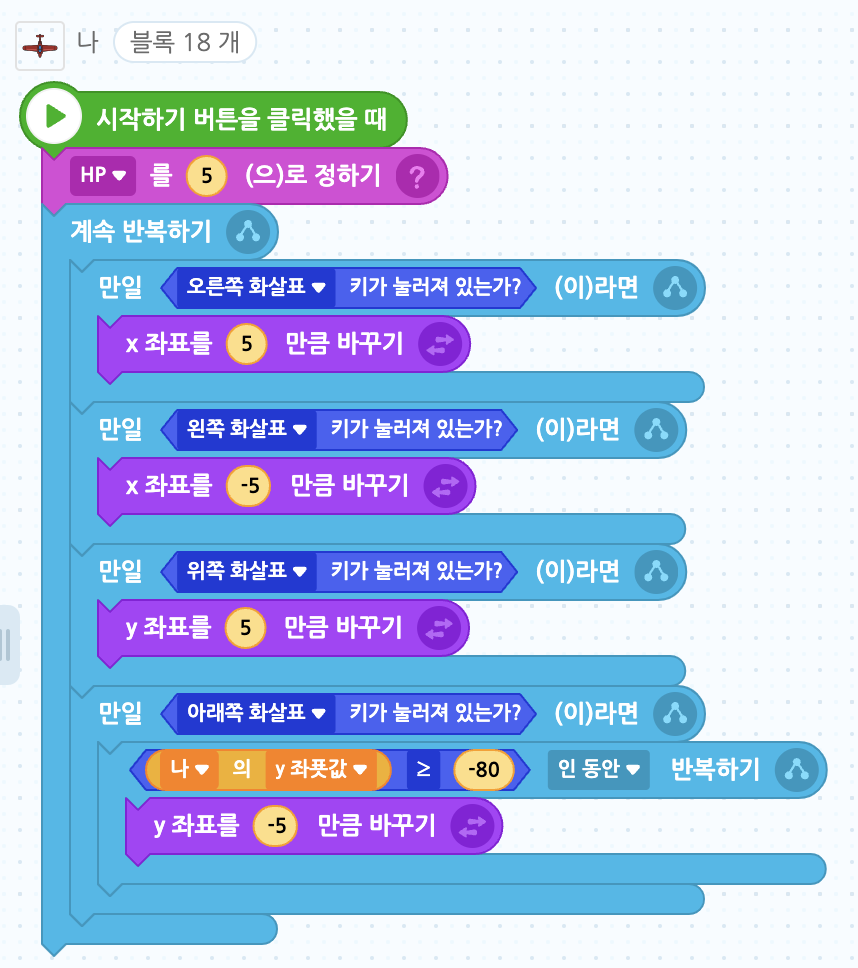 나 블록 18 개
시작하기 버튼을 클릭했을 때
HP 를 5 (으)로 정하기 ?
계속 반복하기
만일 오른쪽 화살표 키가 눌러져 있는가? (이)라면
x 좌표를 5 만큼 바꾸기
만일 왼쪽 화살표 키가 눌러져 있는가? (이)라면
x 좌표를 -5 만큼 바꾸기
만일 위쪽 화살표 키가 눌러져 있는가? (이)라면
y 좌표를 5 만큼 바꾸기
만일 아래쪽 화살표 키가 눌러져 있는가? (이)라면
나 의 y 좌푯값 ≥ -80 인 동안 반복하기
y 좌표를 -5 만큼 바꾸기